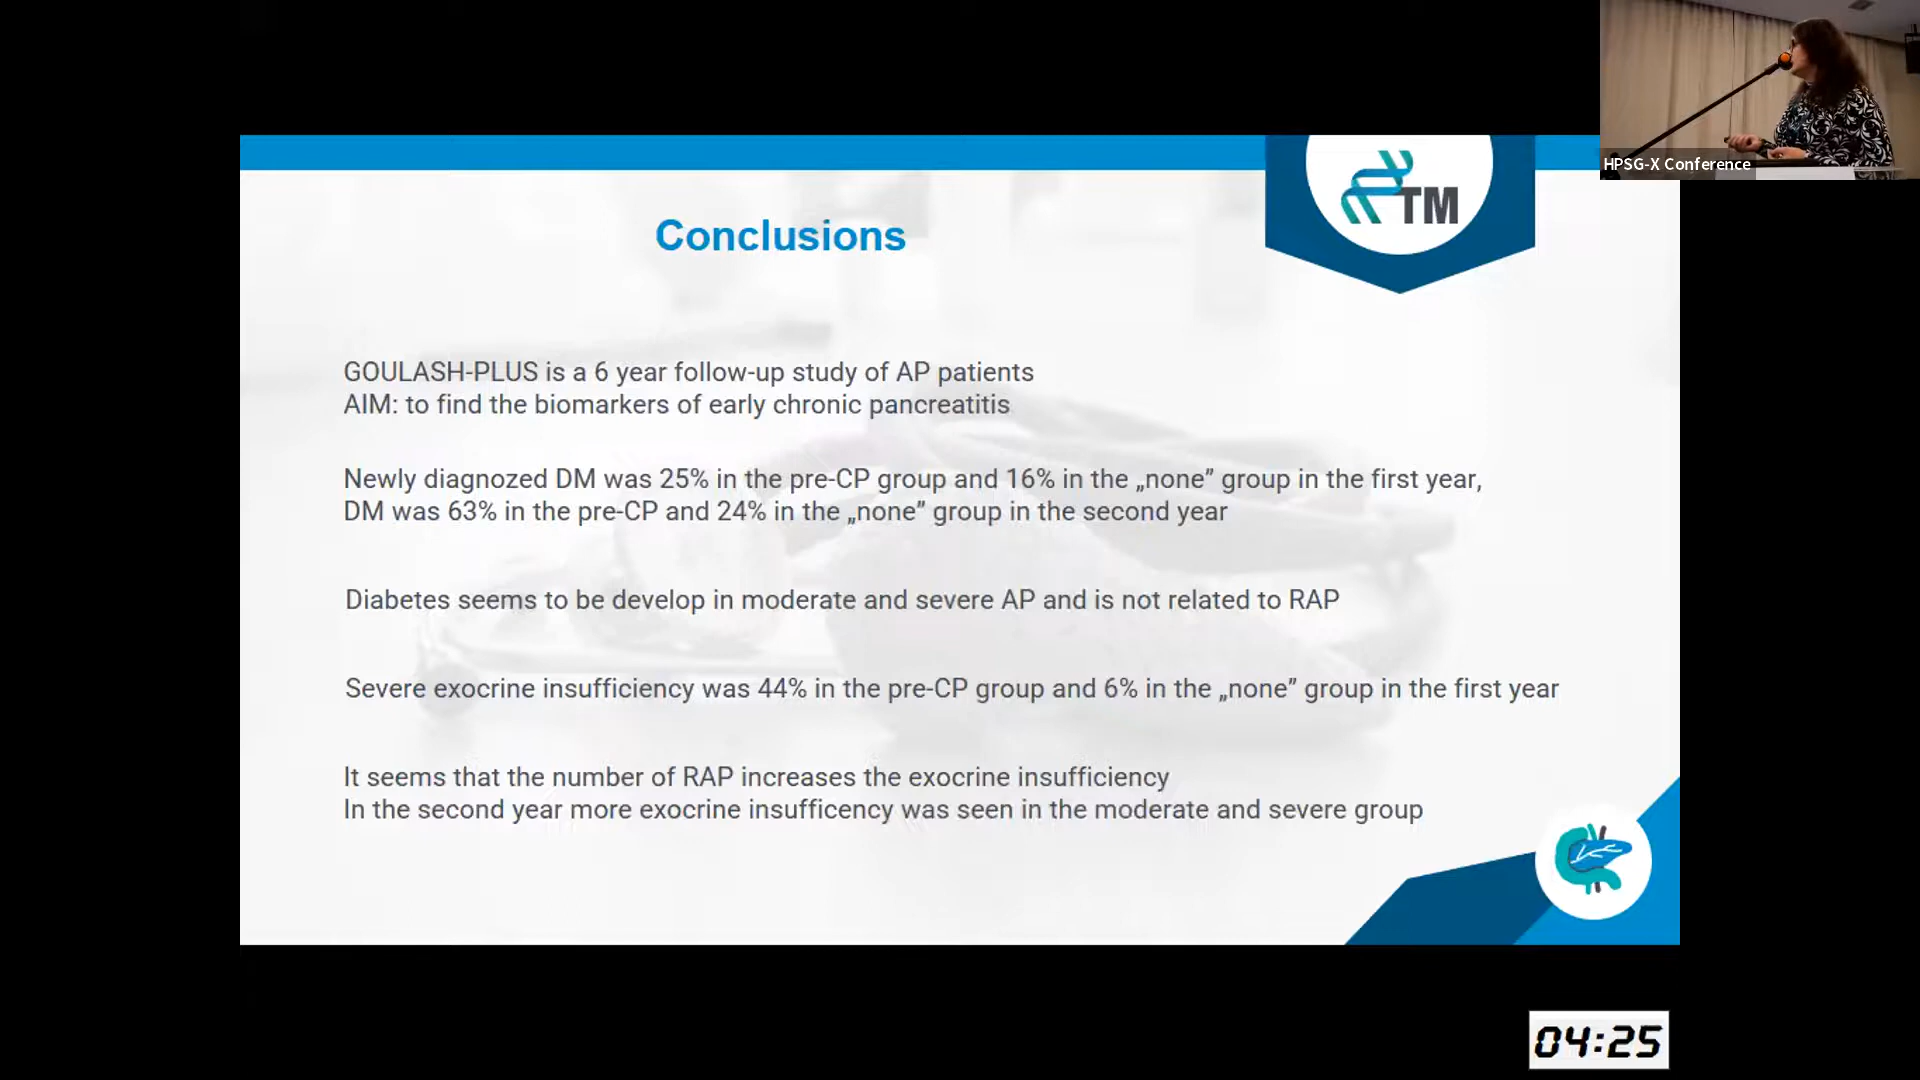 HPSG-X Conference
TM
Conclusions
GOULASH-PLUS is a 6 year follow-up study of AP patients
AIM: to find the biomarkers of early chronic pancreatitis
Newly diagnozed DM was 25% in the pre-CP group and 16% in the „none” group in the first year,
DM was 63% in the pre-CP and 24% in the „none” group in the second year
Diabetes seems to be develop in moderate and severe AP and is not related to RAP
Severe exocrine insufficiency was 44% in the pre-CP group and 6% in the „none” group in the first year
It seems that the number of RAP increases the exocrine insufficiency
In the second year more exocrine insufficency was seen in the moderate and severe group
04:25